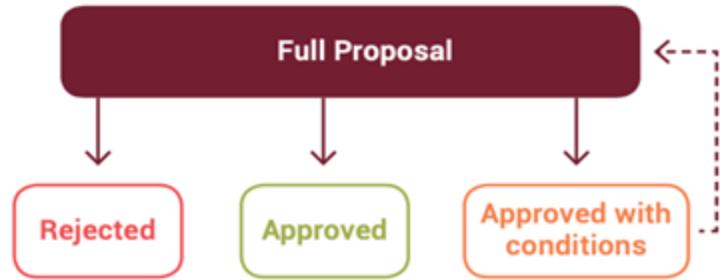 Full Proposal
Rejected
Approved
Approved with
conditions